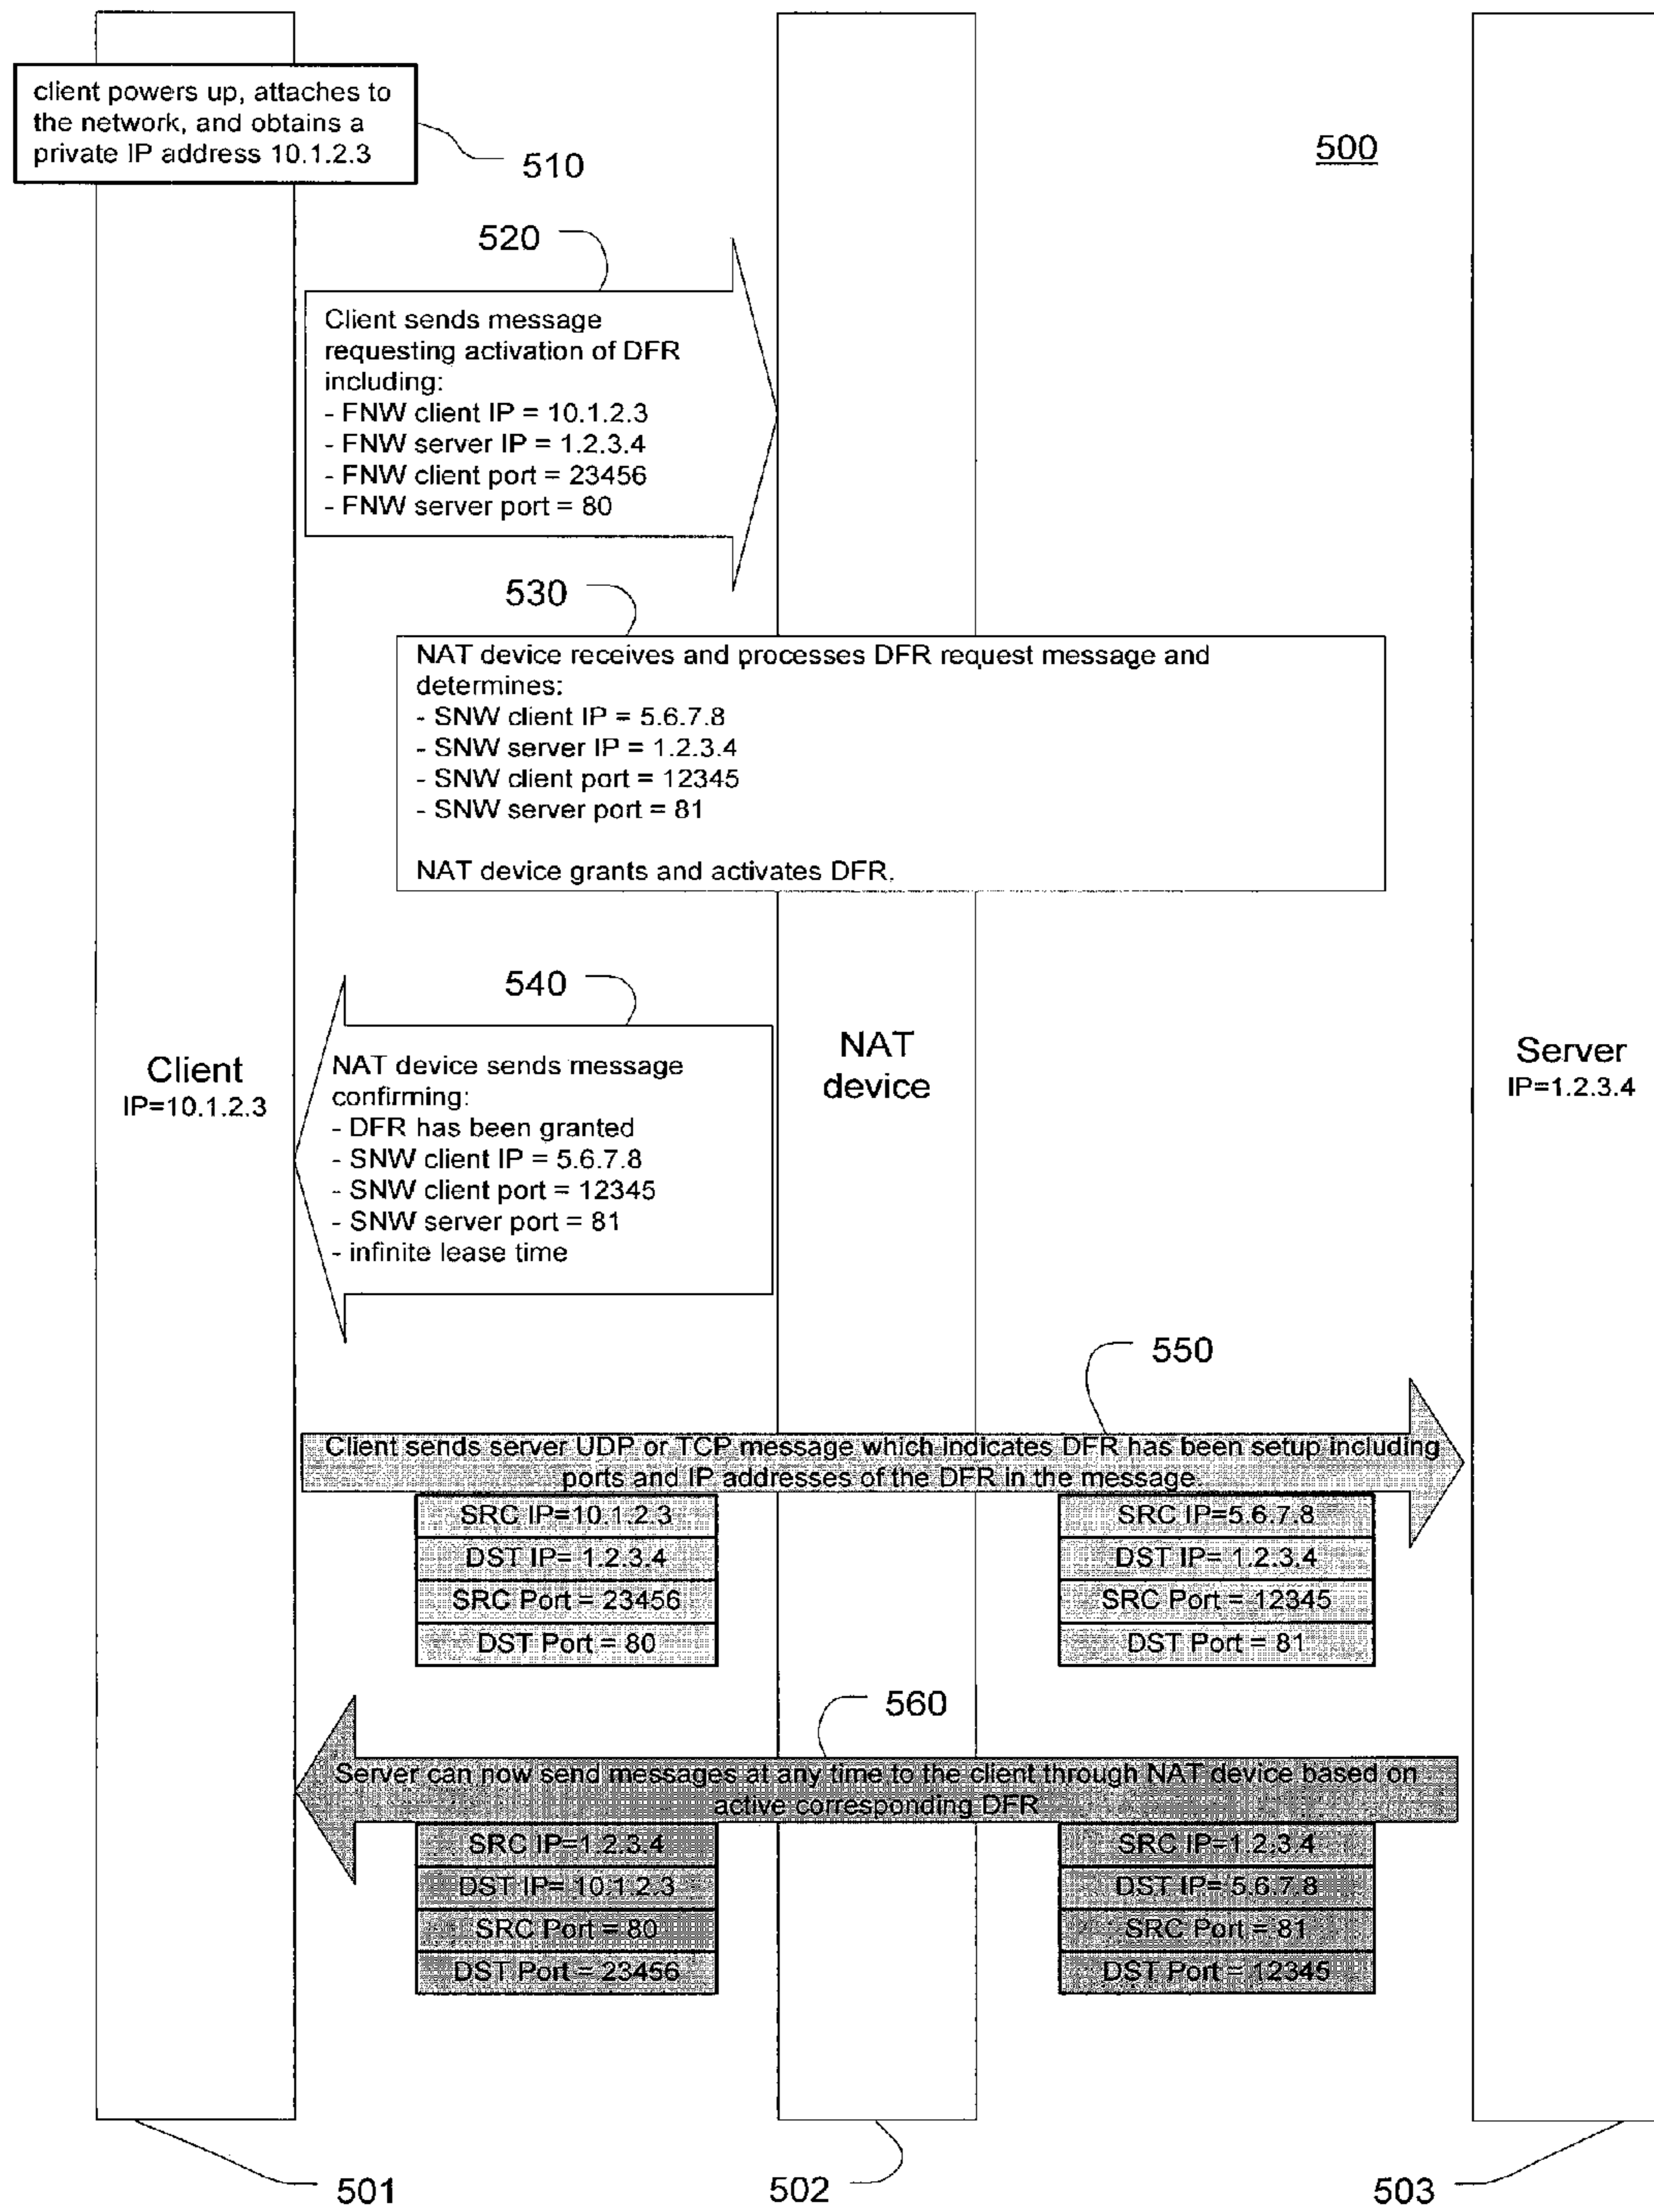 client powers up, attaches to
the network, and obtains a
private IP address 10.1.2.3
510
500
520
Client sends message
requesting activation of DFR
including:
- FNW client IP = 10.1.2.3
- FNW server IP = 1.2.3.4
- FNW client port = 23456
- FNW server port = 80
530
NAT device receives and processes DFR request message and
determines:
- SNW client IP = 5.6.7.8
- SNW server IP = 1.2.3.4
- SNW client port = 12345
- SNW server port = 81
NAT device grants and activates DFR.
540
NAT device sends message
confirming:
- DFR has been granted
- SNW client IP = 5.6.7.8
- SNW client port = 12345
- SNW server port = 81
- infinite lease time
Client
IP=10.1.2.3
NAT
device
Server
IP=1.2.3.4
550
Client sends server UDP or TCP message which indicates DFR has been setup including
ports and IP addresses of the DFR in the message.
SRC IP=10.1.2.3
DST IP= 1.2.3.4
SRC Port = 23456
DST Port = 80
SRC IP=5.6.7.8
DST IP= 1.2.3.4
SRC Port = 12345
DST Port = 81
560
Server can now send messages at any time to the client through NAT device based on
active corresponding DFR
SRC IP=1.2.3.4
DST IP= 10.1.2.3
SRC Port = 80
DST Port = 23456
SRC IP=1.2.3.4
DST IP= 5.6.7.8
SRC Port = 81
DST Port = 12345
501
502
503